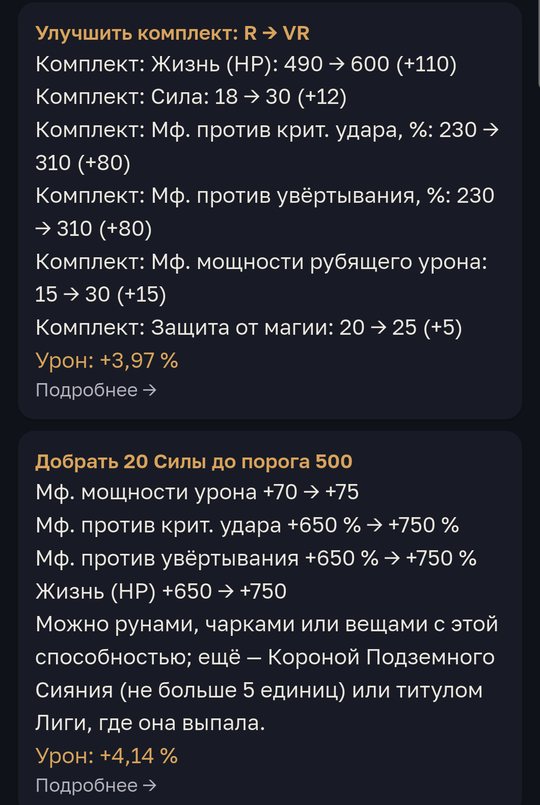 Улучшить комплект: R → VR
Комплект: Жизнь (HP): 490 → 600 (+110)
Комплект: Сила: 18 → 30 (+12)
Комплект: Мф. против крит. удара, %: 230 →
310 (+80)
Комплект: Мф. против увёртывания, %: 230
→ 310 (+80)
Комплект: Мф. мощности рубящего урона:
15 → 30 (+15)
Комплект: Защита от магии: 20 → 25 (+5)
Урон: +3,97 %
Подробнее →
Добрать 20 Силы до порога 500
Мф. мощности урона +70 → +75
Мф. против крит. удара +650 % → +750 %
Мф. против увёртывания +650 % → +750 %
Жизнь (HP) +650 → +750
Можно рунами, чарками или вещами с этой
способностью; ещё — Короной Подземного
Сияния (не больше 5 единиц) или титулом
Лиги, где она выпала.
Урон: +4,14 %
Подробнее →